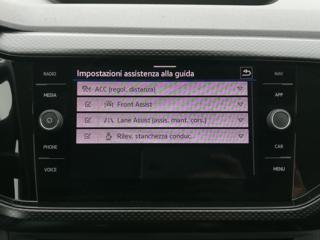 Impostazioni assistenza alla guida
RADIO
NAV
ACC (regol. distanza)
MEDIA
APP
Front Assist
Lane Assist (assis. mant. cors.)
PHONE
CAR
Rilev. stanchezza conduc...
VOICE
MENU